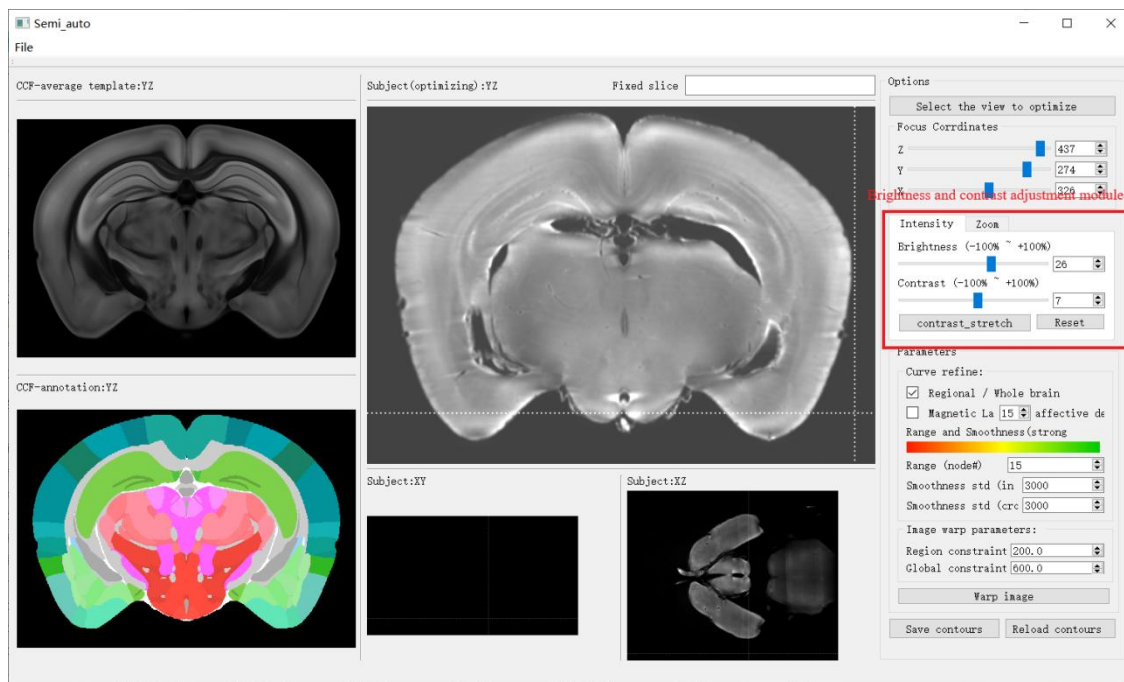 Semi_auto
File
CCF-average template:YZ
Subject(optimizing):YZ
Fixed slice
CCF-annotation:YZ
Subject:XY
Subject:XZ
Options
Select the view to optimize
Focus Corrdinates
Z 437
Y 274
X 326
Brightness and contrast adjustment module
Intensity Zoom
Brightness (-100% ~ +100%)
26
Contrast (-100% ~ +100%)
7
contrast_stretch Reset
Parameters
Curve refine:
Regional / Whole brain
Magnetic La 15 affective de
Range and Smoothness(strong
Range (node#) 15
Smoothness std (in 3000
Smoothness std (crc 3000
Image warp parameters:
Region constraint 200.0
Global constraint 600.0
Warp image
Save contours Reload contours